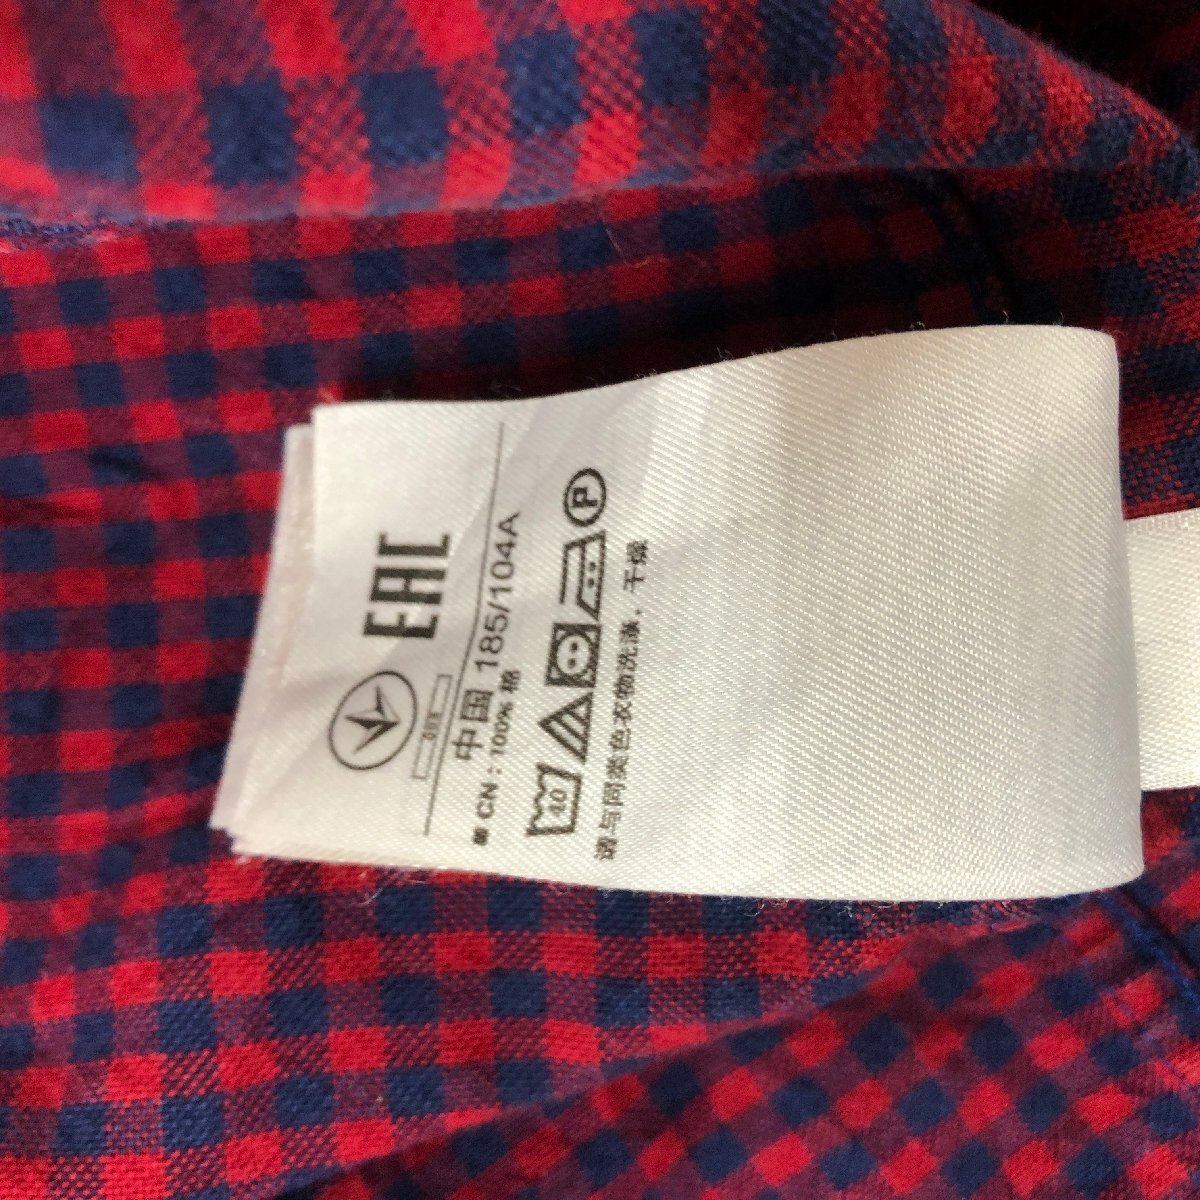 EAC
中国 185/104A
CN : 100% 棉
40
P
请与同类色衣物洗涤, 干燥